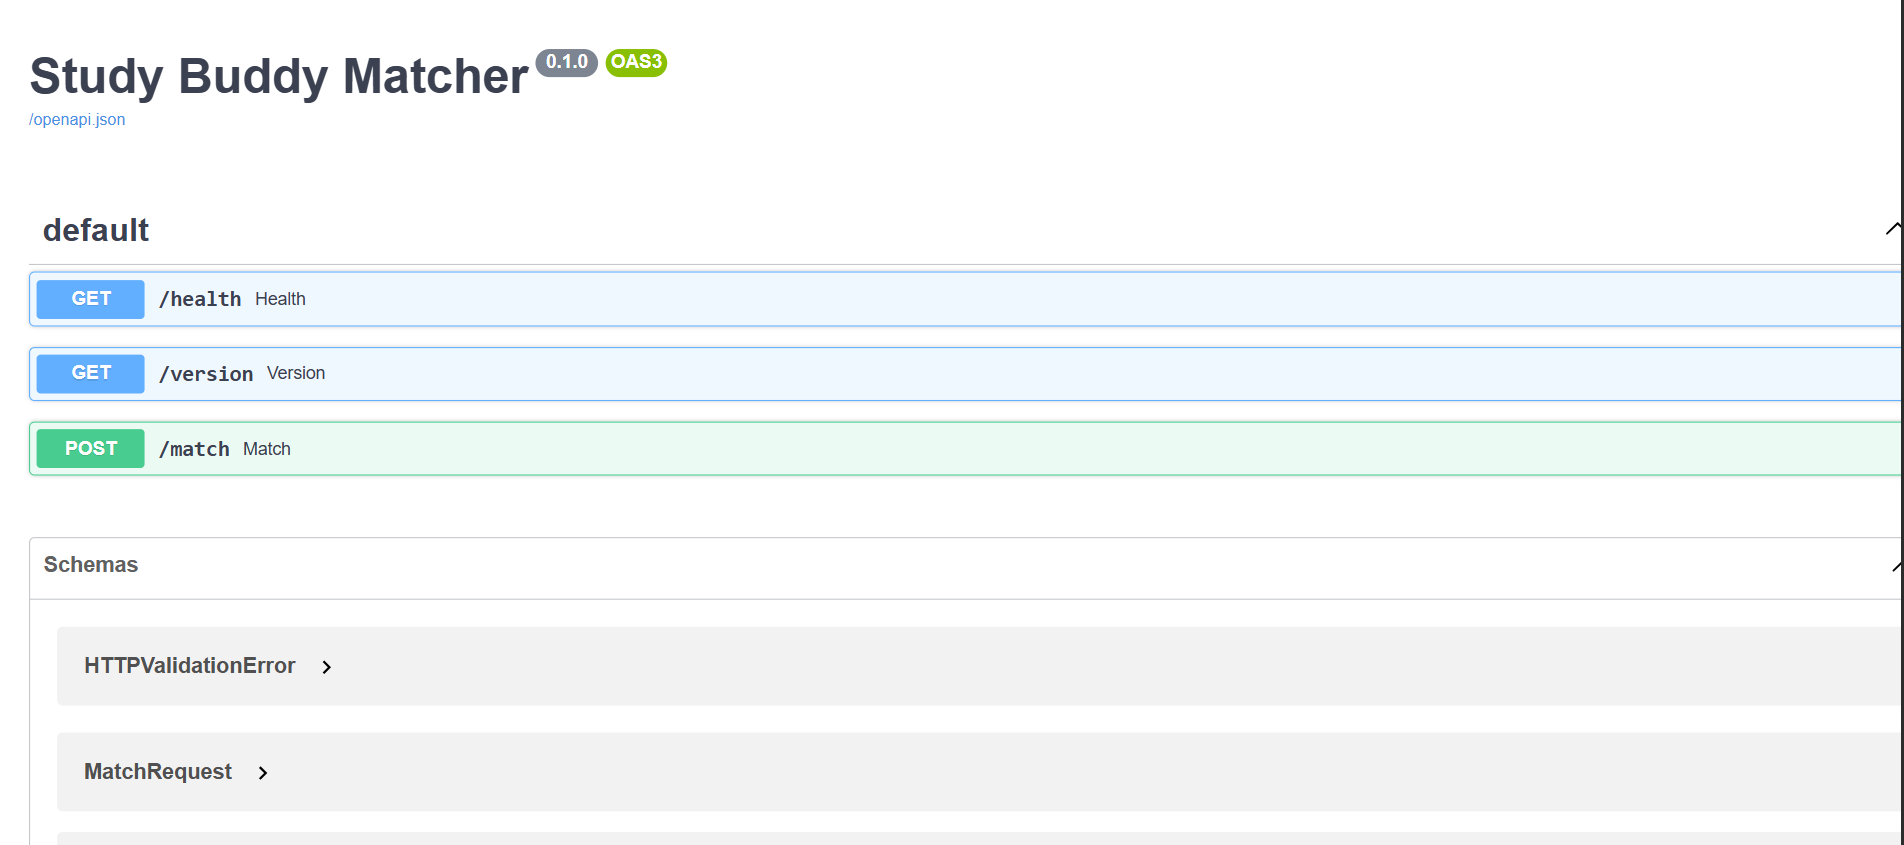 Study Buddy Matcher 0.1.0 OAS3
/openapi.json
default
GET /health Health
GET /version Version
POST /match Match
Schemas
HTTPValidationError
MatchRequest